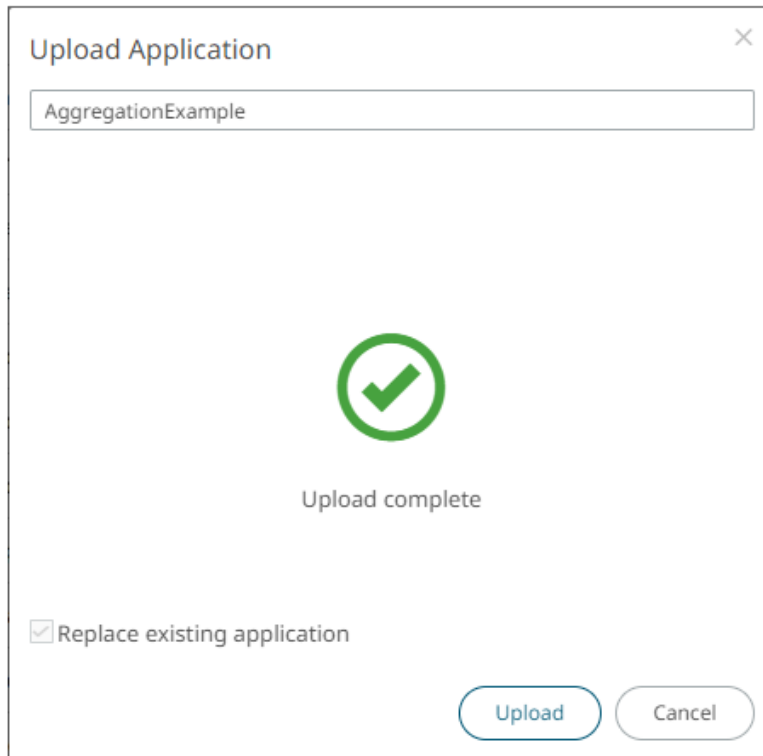 Upload Application
AggregationExample
Upload complete
Replace existing application
Upload
Cancel